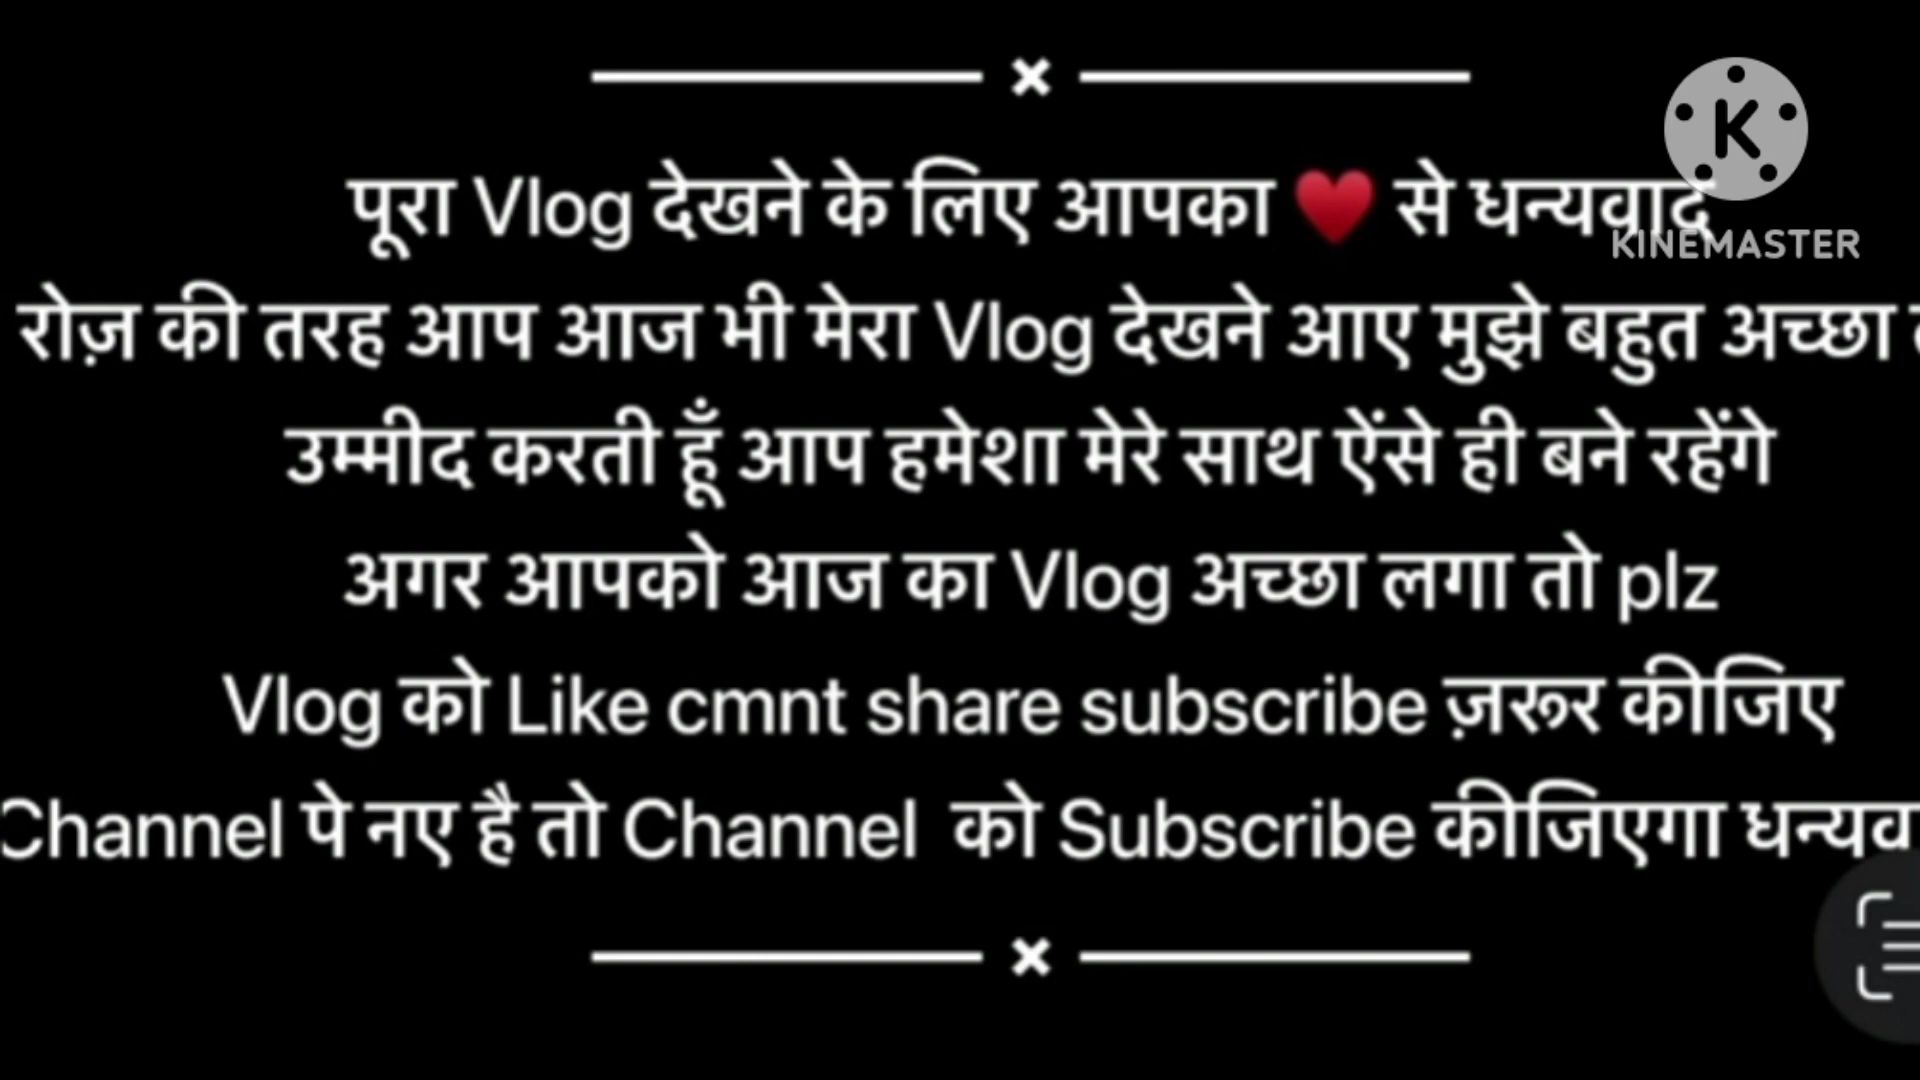 पूरा Vlog देखने के लिए आपका ♥️ से धन्यवाद
KINEMASTER
रोज़ की तरह आप आज भी मेरा Vlog देखने आए मुझे बहुत अच्छा
उम्मीद करती हूँ आप हमेशा मेरे साथ ऐंसे ही बने रहेंगे
अगर आपको आज का Vlog अच्छा लगा तो plz
Vlog को Like cmnt share subscribe ज़रूर कीजिए
Channel पे नए है तो Channel को Subscribe कीजिएगा